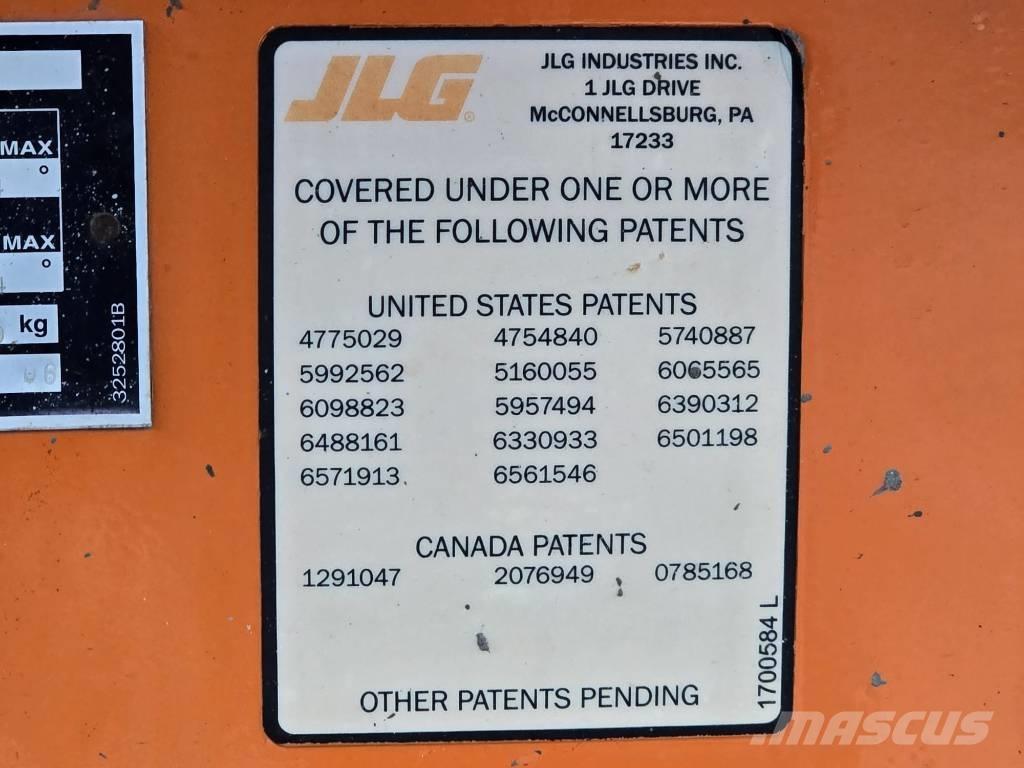 MAX
°
MAX
°
kg
3252801B
JLG®
JLG INDUSTRIES INC.
1 JLG DRIVE
McCONNELLSBURG, PA
17233
COVERED UNDER ONE OR MORE
OF THE FOLLOWING PATENTS
UNITED STATES PATENTS
4775029 4754840 5740887
5992562 5160055 6065565
6098823 5957494 6390312
6488161 6330933 6501198
6571913 6561546
CANADA PATENTS
1291047 2076949 0785168
OTHER PATENTS PENDING
1700584 L
MASCUS